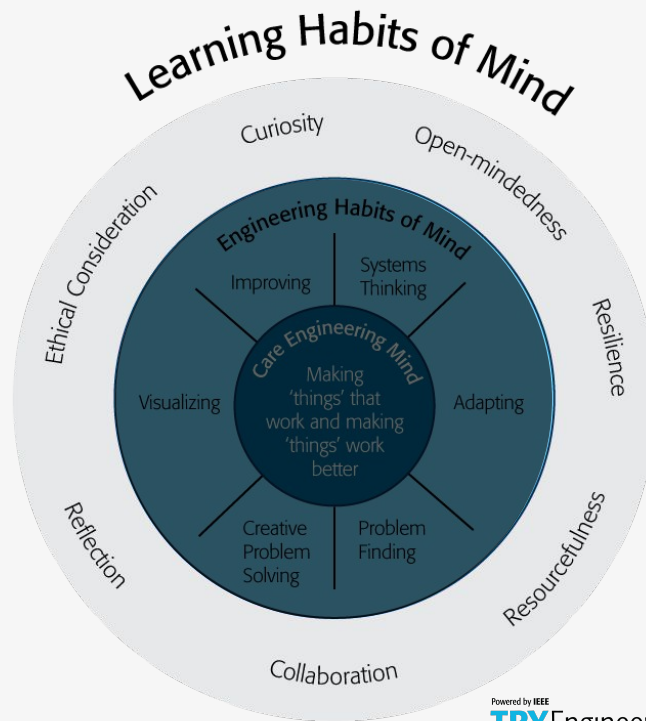 Learning Habits of Mind
Curiosity
Open-mindedness
Ethical Consideration
Resilience
Reflection
Resourcefulness
Collaboration
Engineering Habits of Mind
Improving
Systems
Thinking
Visualizing
Adapting
Creative
Problem
Solving
Problem
Finding
Care Engineering Mind
Making
'things' that
work and making
'things' work
better
Powered by IEEE